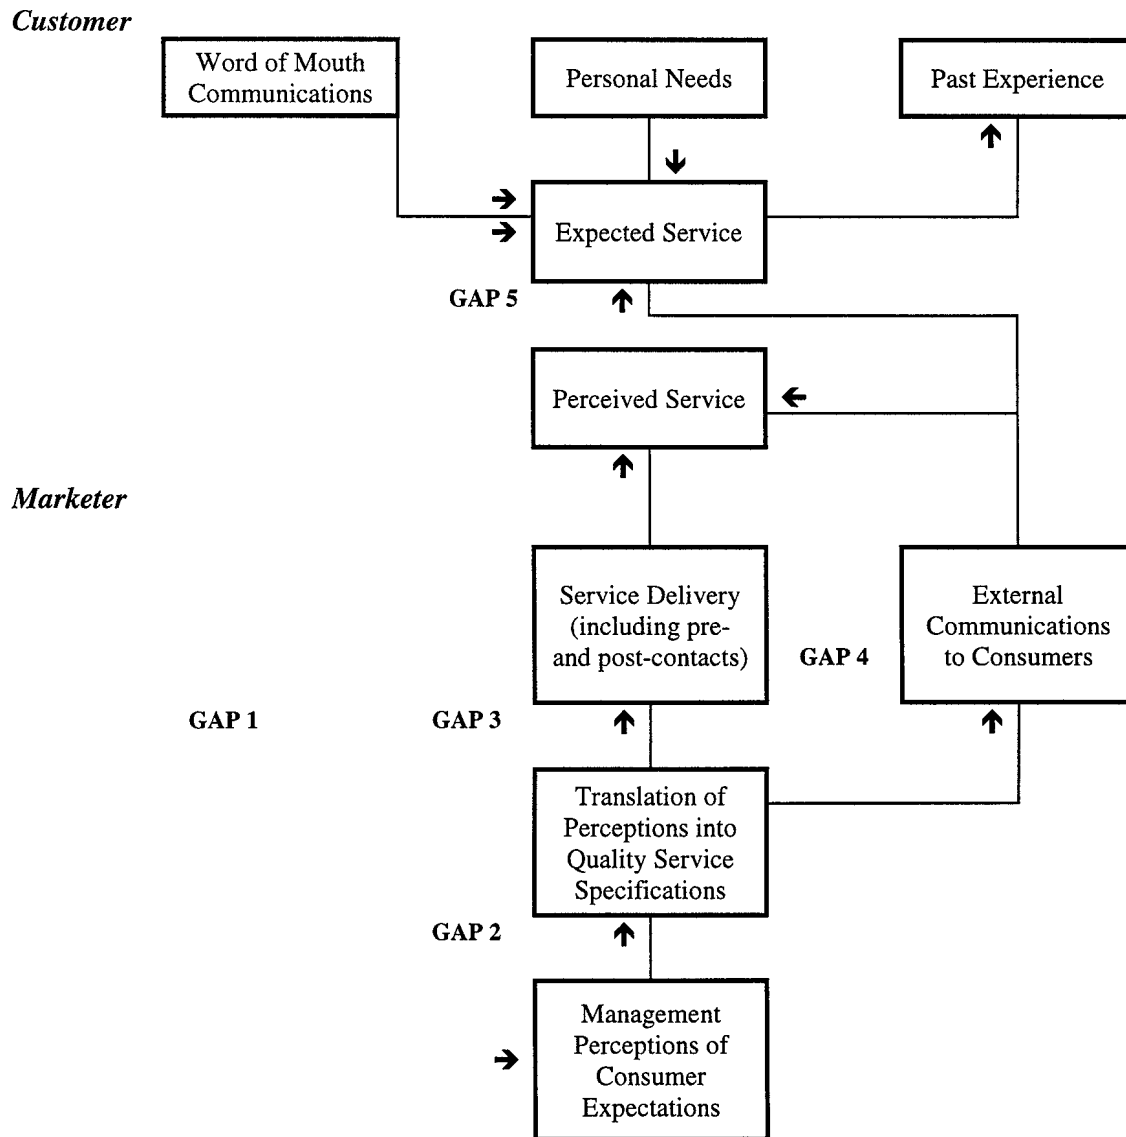 Customer
Word of Mouth
Communications
Personal Needs
Past Experience
Expected Service
GAP 5
Perceived Service
Marketer
Service Delivery
(including pre-
and post-contacts)
GAP 4
External
Communications
to Consumers
GAP 1
GAP 3
Translation of
Perceptions into
Quality Service
Specifications
GAP 2
Management
Perceptions of
Consumer
Expectations